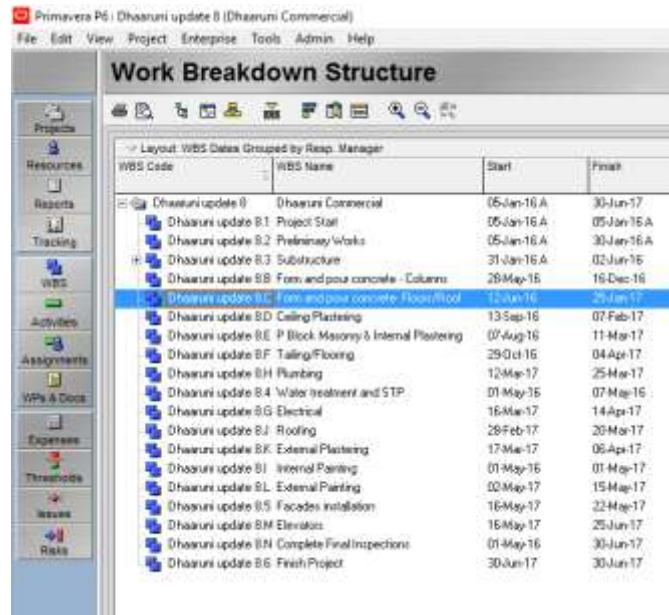 Primavera P6 : Dhaaruni update 8 (Dhaaruni Commercial)
File Edit View Project Enterprise Tools Admin Help
Work Breakdown Structure
Projects
Resources
Reports
Tracking
WBS
Activities
Assignments
WPs & Docs
Expenses
Thresholds
Issues
Risks
Layout: WBS Dates Grouped by Resp. Manager
WBS Code WBS Name Start Finish
Dhaaruni update 8 Dhaaruni Commercial 05-Jan-16 A 30-Jun-17
Dhaaruni update 8.1 Project Start 05-Jan-16 A 05-Jan-16 A
Dhaaruni update 8.2 Preliminary Works 05-Jan-16 A 30-Jan-16 A
Dhaaruni update 8.3 Substructure 31-Jan-16 A 02-Jun-16
Dhaaruni update 8.B Form and pour concrete - Columns 28-May-16 16-Dec-16
Dhaaruni update 8.C Form and pour concrete- Floors/Roof 12-Jun-16 25-Jan-17
Dhaaruni update 8.D Ceiling Plastering 13-Sep-16 07-Feb-17
Dhaaruni update 8.E P Block Masonry & Internal Plastering 07-Aug-16 11-Mar-17
Dhaaruni update 8.F Tailing/Flooring 29-Oct-16 04-Apr-17
Dhaaruni update 8.H Plumbing 12-Mar-17 25-Mar-17
Dhaaruni update 8.4 Water treatment and STP 01-May-16 07-May-16
Dhaaruni update 8.G Electrical 16-Mar-17 14-Apr-17
Dhaaruni update 8.J Roofing 28-Feb-17 20-Mar-17
Dhaaruni update 8.K External Plastering 17-Mar-17 06-Apr-17
Dhaaruni update 8.I Internal Painting 01-May-16 01-May-17
Dhaaruni update 8.L External Painting 02-May-17 15-May-17
Dhaaruni update 8.5 Facades installation 16-May-17 22-May-17
Dhaaruni update 8.M Elevators 16-May-17 25-Jun-17
Dhaaruni update 8.N Complete Final Inspections 01-May-16 30-Jun-17
Dhaaruni update 8.6 Finish Project 30-Jun-17 30-Jun-17